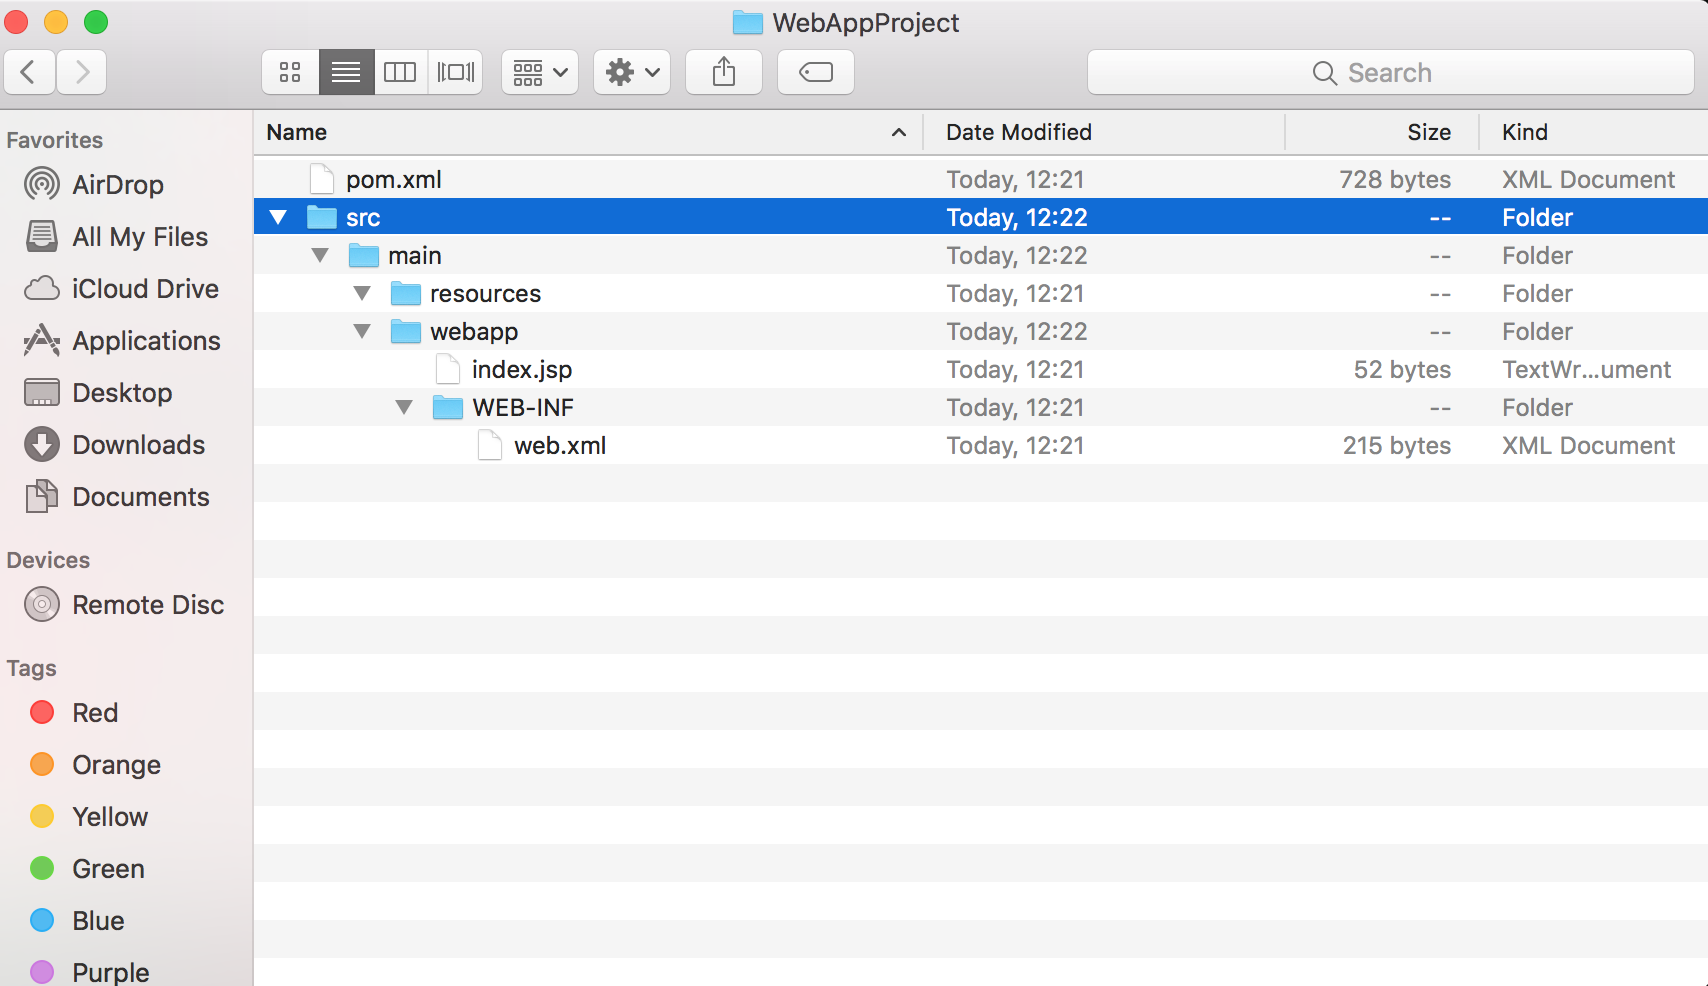 WebAppProject
Search
Favorites
AirDrop
All My Files
iCloud Drive
Applications
Desktop
Downloads
Documents
Devices
Remote Disc
Tags
Red
Orange
Yellow
Green
Blue
Purple
Name Date Modified Size Kind
pom.xml Today, 12:21 728 bytes XML Document
src Today, 12:22 -- Folder
main Today, 12:22 -- Folder
resources Today, 12:21 -- Folder
webapp Today, 12:22 -- Folder
index.jsp Today, 12:21 52 bytes TextWr...ument
WEB-INF Today, 12:21 -- Folder
web.xml Today, 12:21 215 bytes XML Document